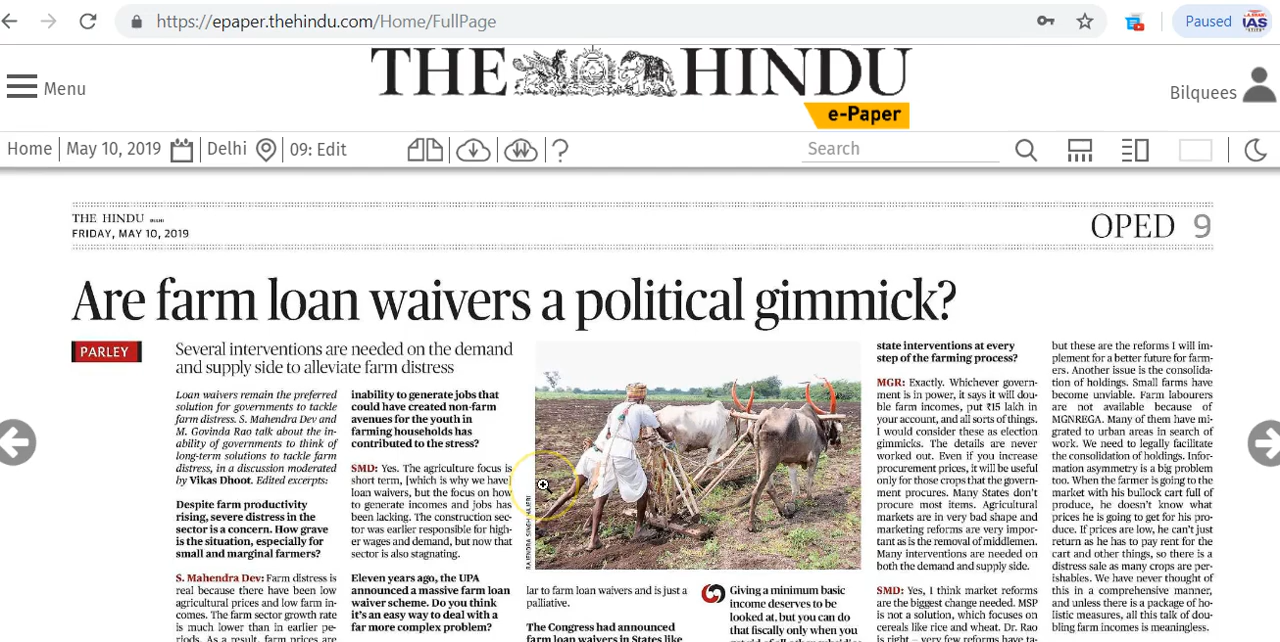 https://epaper.thehindu.com/Home/FullPage
Paused
IAS
THE HINDU
e-Paper
Menu
Bilquees
Home
May 10, 2019
Delhi
09: Edit
?
Search
THE HINDU
FRIDAY, MAY 10, 2019
OPED 9
Are farm loan waivers a political gimmick?
PARLEY
Several interventions are needed on the demand
and supply side to alleviate farm distress
Loan waivers remain the preferred
solution for governments to tackle
farm distress. S. Mahendra Dev and
M. Govinda Rao talk about the in-
ability of governments to think of
long-term solutions to tackle farm
distress, in a discussion moderated
by Vikas Dhoot. Edited excerpts:
Despite farm productivity
rising, severe distress in the
sector is a concern. How grave
is the situation, especially for
small and marginal farmers?
S. Mahendra Dev: Farm distress is
real because there have been low
agricultural prices and low farm in-
comes. The farm sector growth rate
is much lower than in earlier pe-
riods. As a result, farm prices are
inability to generate jobs that
could have created non-farm
avenues for the youth in
farming households has
contributed to the stress?
SMD: Yes. The agriculture focus is
short term, [which is why we have]
loan waivers, but the focus on how
to generate incomes and jobs has
been lacking. The construction sec-
tor was earlier responsible for high-
er wages and demand, but now that
sector is also stagnating.
Eleven years ago, the UPA
announced a massive farm loan
waiver scheme. Do you think
it's an easy way to deal with a
far more complex problem?
lar to farm loan waivers and is just a
palliative.
The Congress had announced
farm loan waivers in States like
Giving a minimum basic
income deserves to be
looked at, but you can do
that fiscally only when you
state interventions at every
step of the farming process?
MGR: Exactly. Whichever govern-
ment is in power, it says it will dou-
ble farm incomes, put ₹15 lakh in
your account, and all sorts of things.
I would consider these as election
gimmicks. The details are never
worked out. Even if you increase
procurement prices, it will be useful
only for those crops that the govern-
ment procures. Many States don't
procure most items. Agricultural
markets are in very bad shape and
marketing reforms are very impor-
tant as is the removal of middlemen.
Many interventions are needed on
both the demand and supply side.
SMD: Yes, I think market reforms
are the biggest change needed. MSP
is not a solution, which focuses on
cereals like rice and wheat. Dr. Rao
is right – very few reforms have ta-
but these are the reforms I will im-
plement for a better future for farm-
ers. Another issue is the consolida-
tion of holdings. Small farms have
become unviable. Farm labourers
are not available because of
MGNREGA. Many of them have mi-
grated to urban areas in search of
work. We need to legally facilitate
the consolidation of holdings. Infor-
mation asymmetry is a big problem
too. When the farmer is going to the
market with his bullock cart full of
produce, he doesn't know what
prices he is going to get for his pro-
duce. If prices are low, he can't just
return as he has to pay rent for the
cart and other things, so there is a
distress sale as many crops are per-
ishables. We have never thought of
this in a comprehensive manner,
and unless there is a package of ho-
listic measures, all this talk of dou-
bling farm incomes is meaningless.